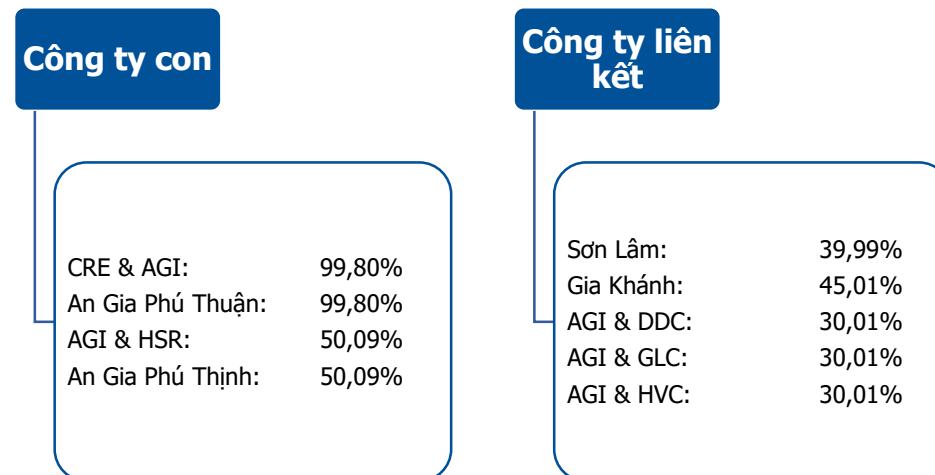 Công ty con
CRE & AGI: 99,80%
An Gia Phú Thuận: 99,80%
AGI & HSR: 50,09%
An Gia Phú Thịnh: 50,09%
Công ty liên
kết
Sơn Lâm: 39,99%
Gia Khánh: 45,01%
AGI & DDC: 30,01%
AGI & GLC: 30,01%
AGI & HVC: 30,01%